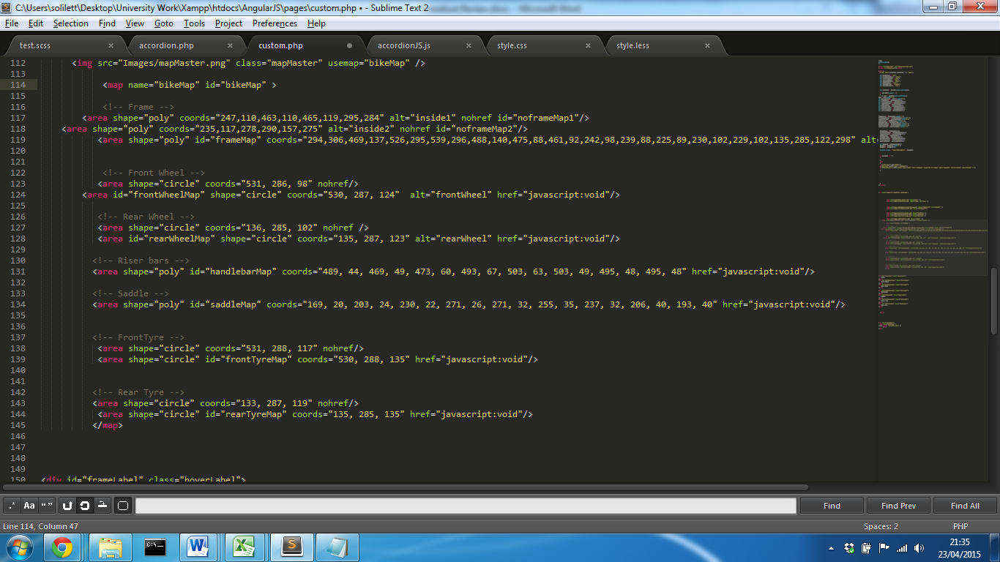 C:\Users\solilett\Desktop\University Work\Xampp\htdocs\AngularJS\pages\custom.php • - Sublime Text 2
File Edit Selection Find View Goto Tools Project Preferences Help
test.scss × accordion.php × custom.php accordionJS.js × style.css × style.less ×
112 <img src="Images/mapMaster.png" class="mapMaster" usemap="bikeMap" />
113
114 <map name="bikeMap" id="bikeMap" >
115
116 <!-- Frame -->
117 <area shape="poly" coords="247,110,463,110,465,119,295,284" alt="inside1" nohref id="noframeMap1"/>
118 <area shape="poly" coords="235,117,278,290,157,275" alt="inside2" nohref id="noframeMap2"/>
119 <area shape="poly" id="frameMap" coords="294,306,469,137,526,295,539,296,488,140,475,88,461,92,242,98,239,88,225,89,230,102,229,102,135,285,122,298" alt=
120
121
122 <!-- Front Wheel -->
123 <area shape="circle" coords="531, 286, 98" nohref/>
124 <area id="frontWheelMap" shape="circle" coords="530, 287, 124"  alt="frontWheel" href="javascript:void"/>
125
126 <!-- Rear Wheel -->
127 <area shape="circle" coords="136, 285, 102" nohref />
128 <area id="rearWheelMap" shape="circle" coords="135, 287, 123" alt="rearWheel" href="javascript:void"/>
129
130 <!-- Riser bars -->
131 <area shape="poly" id="handlebarMap" coords="489, 44, 469, 49, 473, 60, 493, 67, 503, 63, 503, 49, 495, 48, 495, 48" href="javascript:void"/>
132
133 <!-- Saddle -->
134 <area shape="poly" id="saddleMap" coords="169, 20, 203, 24, 230, 22, 271, 26, 271, 32, 255, 35, 237, 32, 206, 40, 193, 40" href="javascript:void"/>
135
136
137 <!-- FrontTyre -->
138 <area shape="circle" coords="531, 288, 117" nohref/>
139 <area shape="circle" id="frontTyreMap" coords="530, 288, 135" href="javascript:void"/>
140
141
142 <!-- Rear Tyre -->
143 <area shape="circle" coords="133, 287, 119" nohref/>
144 <area shape="circle" id="rearTyreMap" coords="135, 285, 135" href="javascript:void"/>
145 </map>
146
147
148
149
150 <div id="frameLabel" class="hoverLabel">
.* Aa “” Find Find Prev Find All
Line 114, Column 47 Spaces: 2 PHP
21:35
23/04/2015